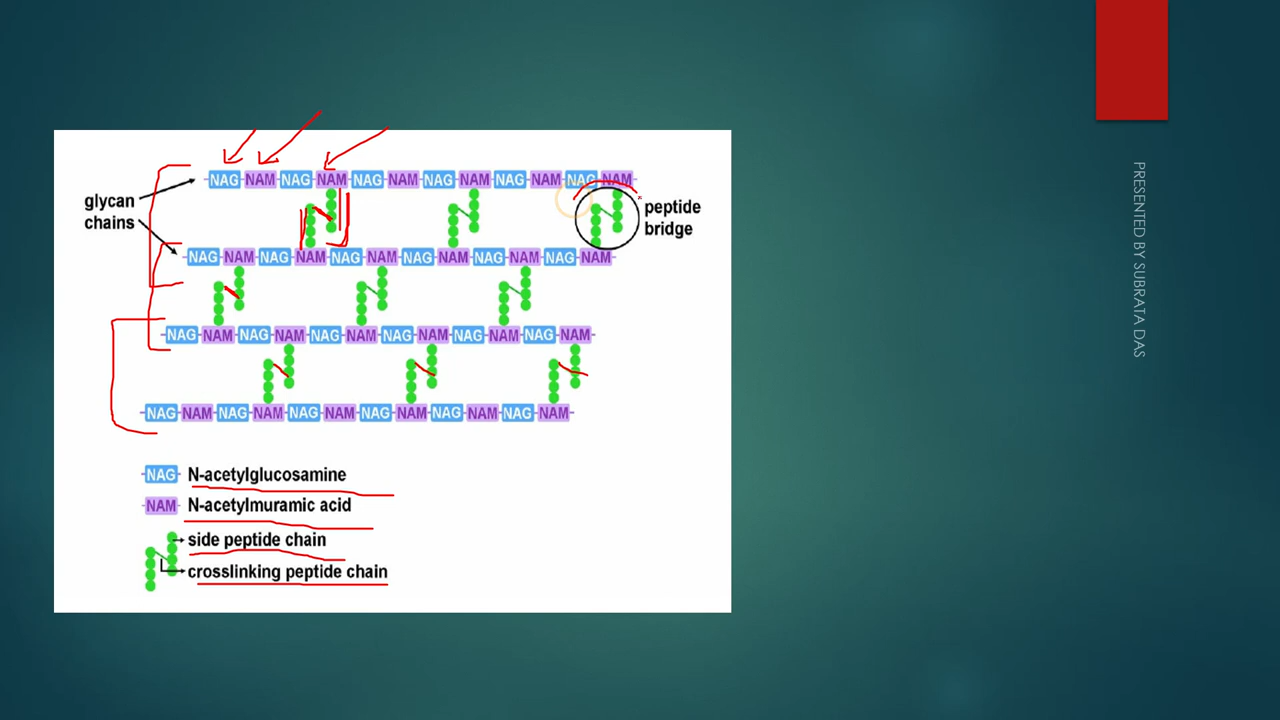 NAG NAM NAG NAM NAG NAM NAG NAM NAG NAM NAG NAM
glycan
chains
peptide
bridge
NAG NAM NAG NAM NAG NAM NAG NAM NAG NAM NAG NAM
NAG NAM NAG NAM NAG NAM NAG NAM NAG NAM NAG NAM
NAG NAM NAG NAM NAG NAM NAG NAM NAG NAM NAG NAM
NAG N-acetylglucosamine
NAM N-acetylmuramic acid
side peptide chain
crosslinking peptide chain
PRESENTED BY SUBRATA DAS